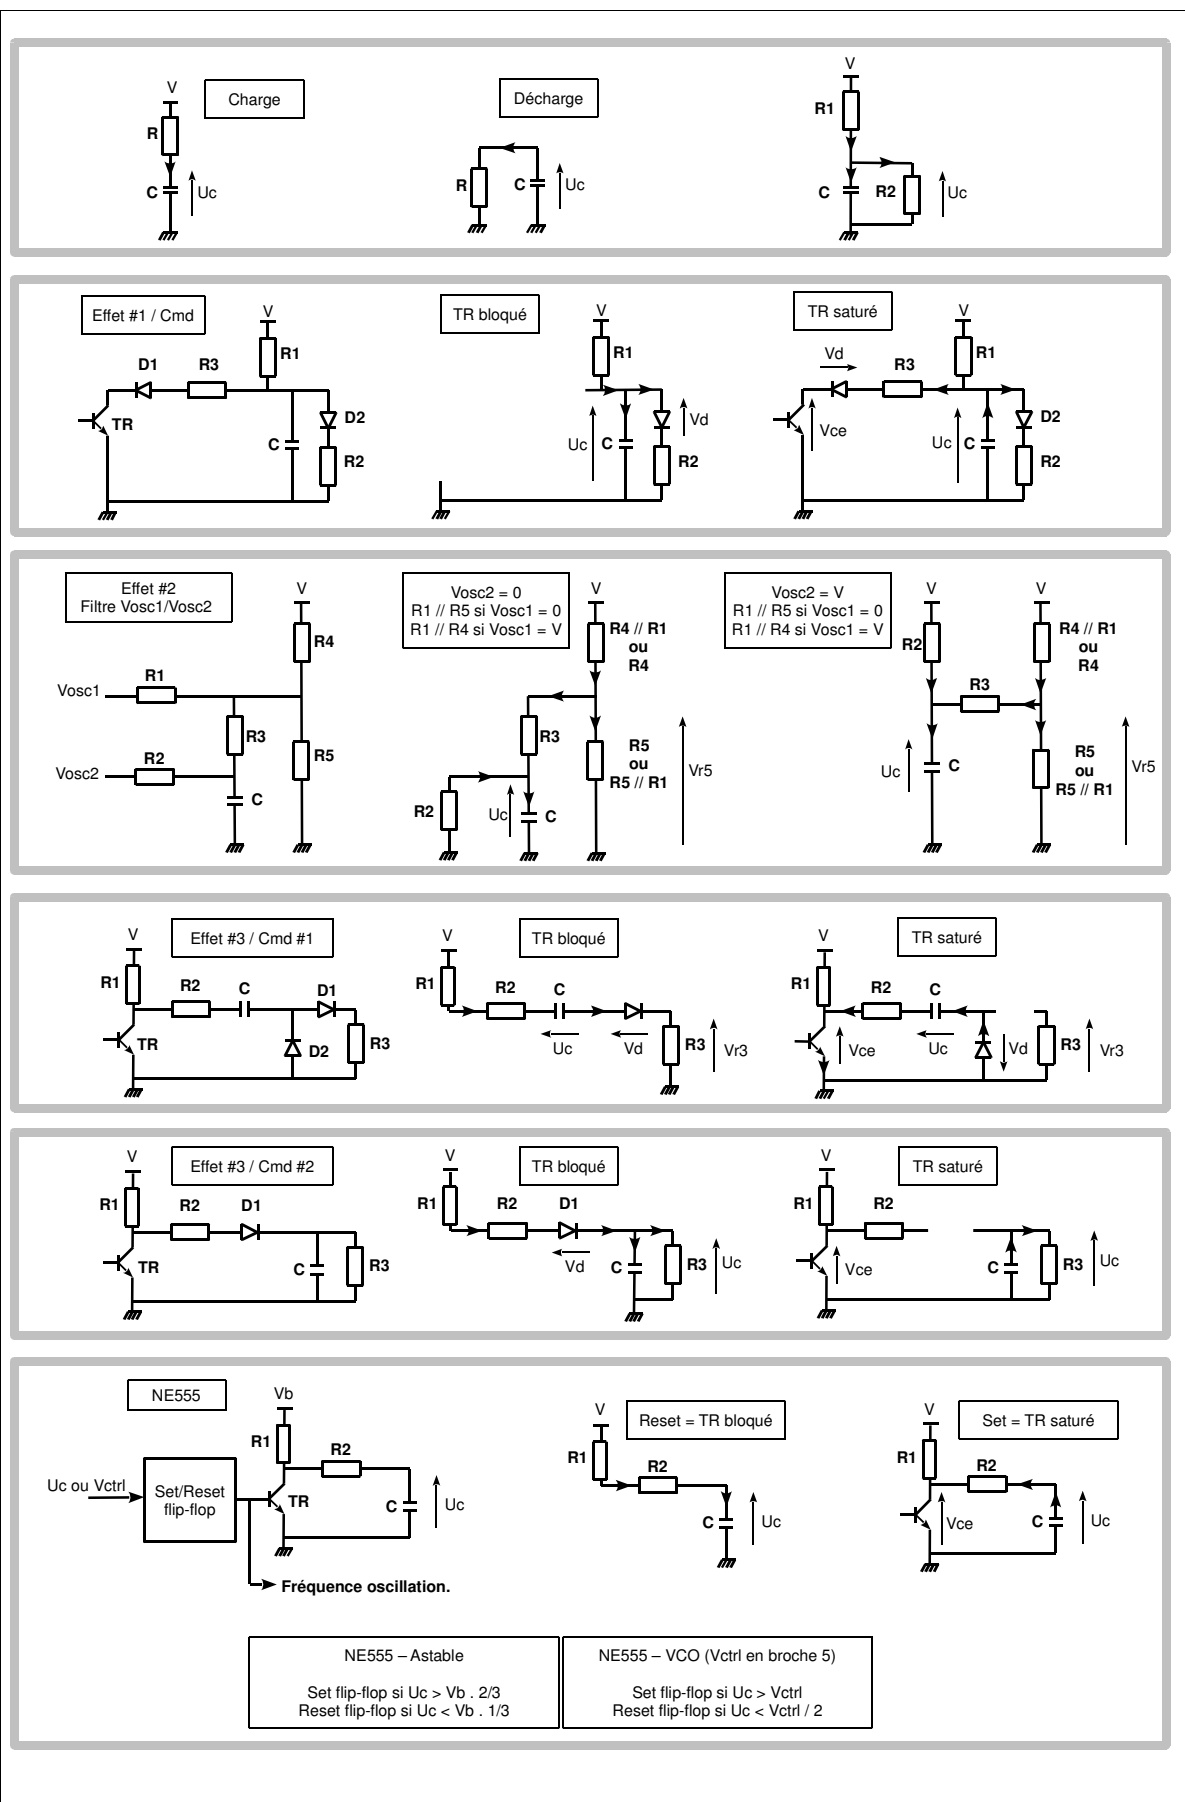 V
Charge
R
C
Uc
Décharge
R
C
Uc
V
R1
C
R2
Uc
Effet #1 / Cmd
V
R1
D1
R3
TR
D2
C
R2
TR bloqué
V
R1
Vd
Uc
C
R2
TR saturé
V
Vd
R3
R1
Vce
Uc
C
D2
R2
Effet #2
Filtre Vosc1/Vosc2
V
R4
R1
Vosc1
R3
R5
R2
Vosc2
C
Vosc2 = 0
R1 // R5 si Vosc1 = 0
R1 // R4 si Vosc1 = V
V
R4 // R1
ou
R4
R3
R5
ou
R5 // R1
Vr5
R2
Uc
C
Vosc2 = V
R1 // R5 si Vosc1 = 0
R1 // R4 si Vosc1 = V
V
R2
V
R4 // R1
ou
R4
R3
Uc
C
R5
ou
R5 // R1
Vr5
V
Effet #3 / Cmd #1
R1
R2
C
D1
TR
D2
R3
V
TR bloqué
R1
R2
C
Uc
Vd
R3
Vr3
V
TR saturé
R1
R2
C
Vce
Uc
Vd
R3
Vr3
V
Effet #3 / Cmd #2
R1
R2
D1
TR
C
R3
V
TR bloqué
R1
R2
D1
Vd
C
R3
Uc
V
TR saturé
R1
R2
Vce
C
R3
Uc
NE555
Vb
R1
R2
Uc ou Vctrl
Set/Reset
flip-flop
TR
C
Uc
Fréquence oscillation.
V
Reset = TR bloqué
R1
R2
C
Uc
V
Set = TR saturé
R1
R2
Vce
C
Uc
NE555 – Astable
Set flip-flop si Uc > Vb . 2/3
Reset flip-flop si Uc < Vb . 1/3
NE555 – VCO (Vctrl en broche 5)
Set flip-flop si Uc > Vctrl
Reset flip-flop si Uc < Vctrl / 2